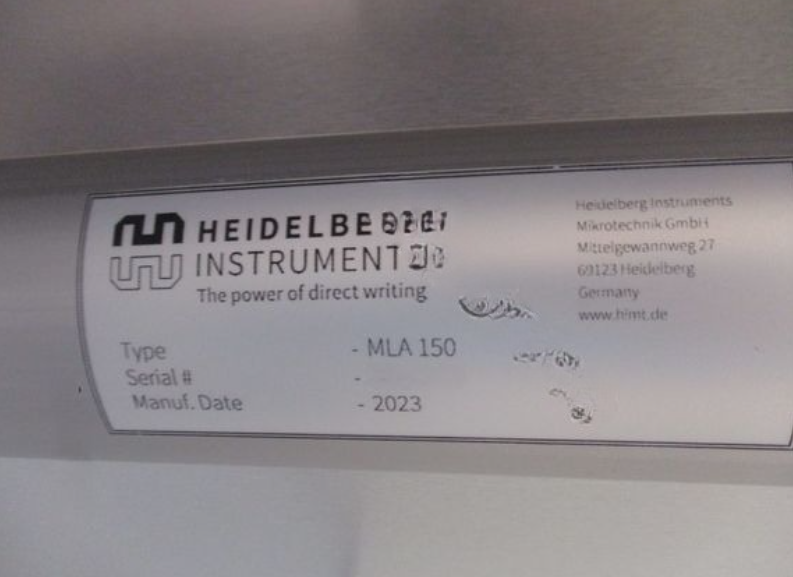 INSTRUMENT
The power of direct writing
Type - MLA 150
Serial # -
Manuf. Date - 2023
Heidelberg Instruments
Mikrotechnik GmbH
Mittelgewannweg 27
69123 Heidelberg
Germany
www.himt.de